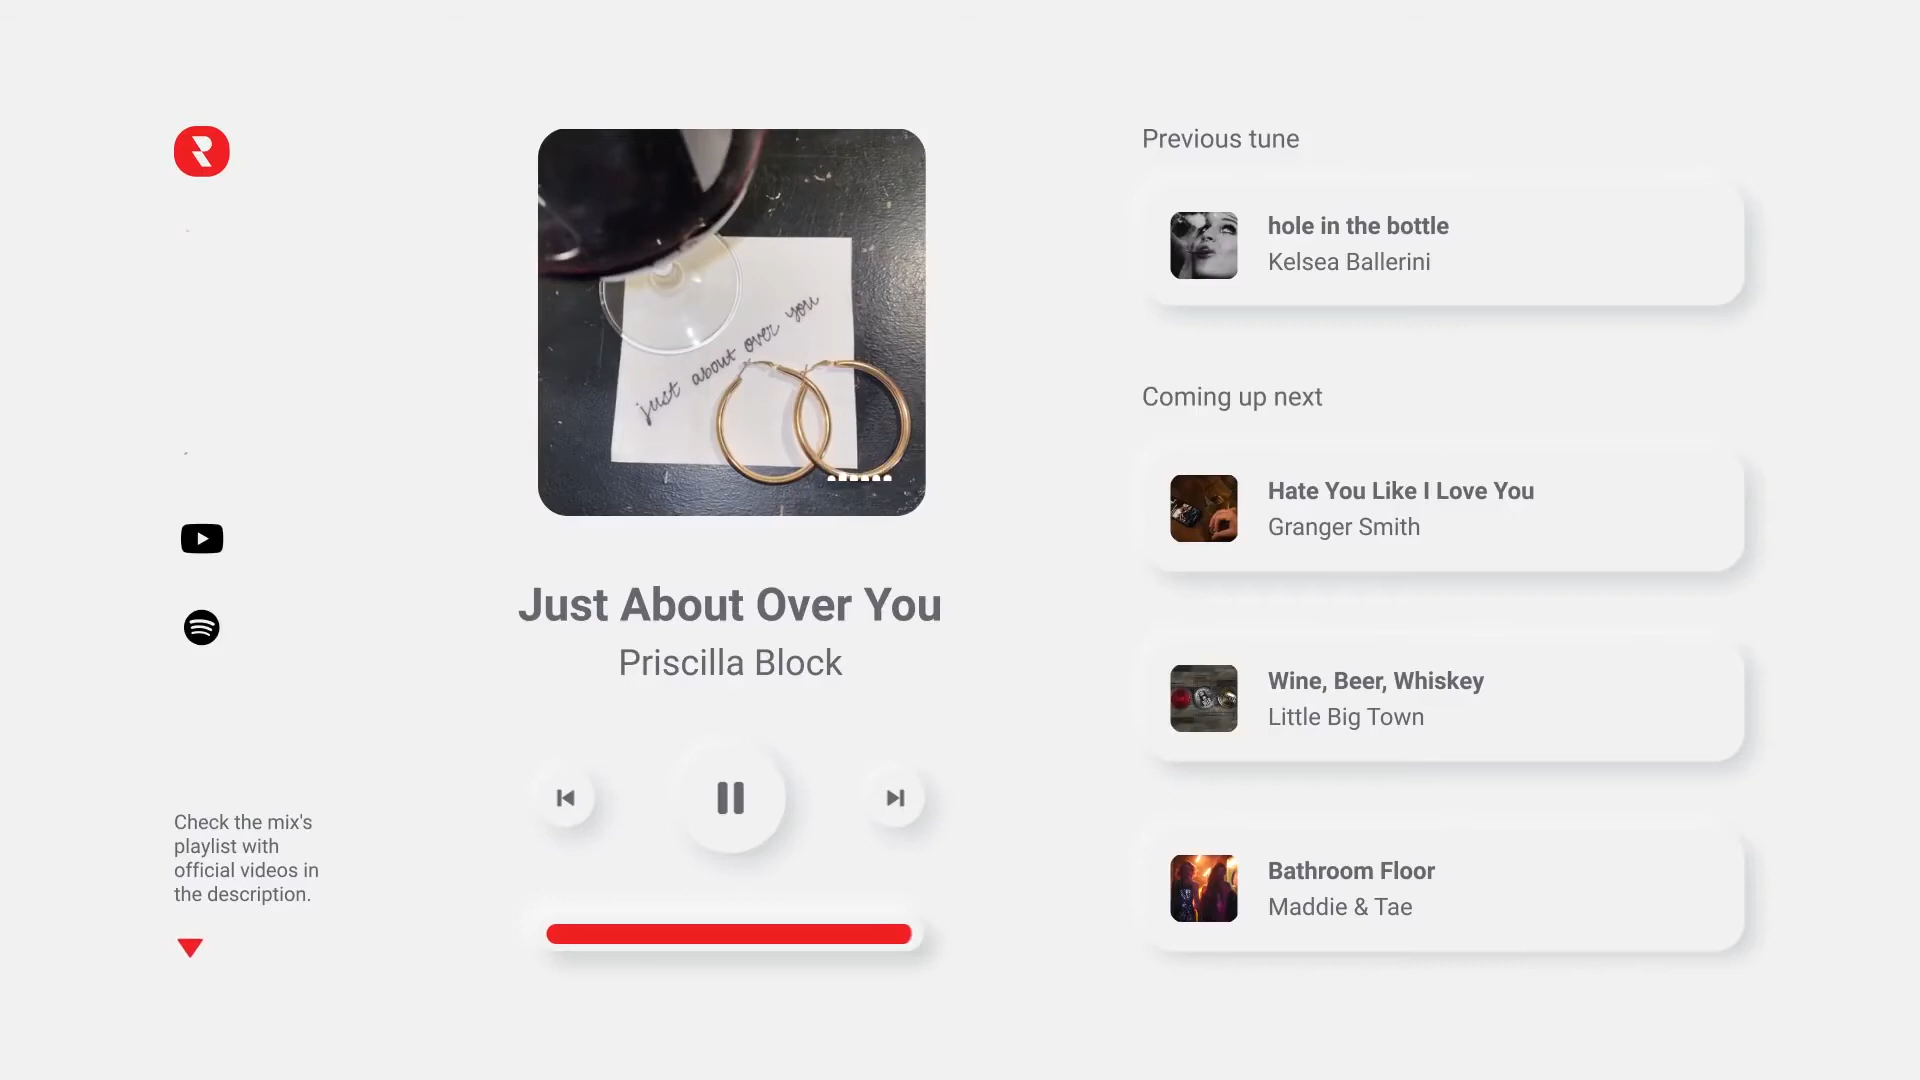 just about over you
Just About Over You
Priscilla Block
Check the mix's
playlist with
official videos in
the description.
Previous tune
hole in the bottle
Kelsea Ballerini
Coming up next
Hate You Like I Love You
Granger Smith
Wine, Beer, Whiskey
Little Big Town
Bathroom Floor
Maddie & Tae